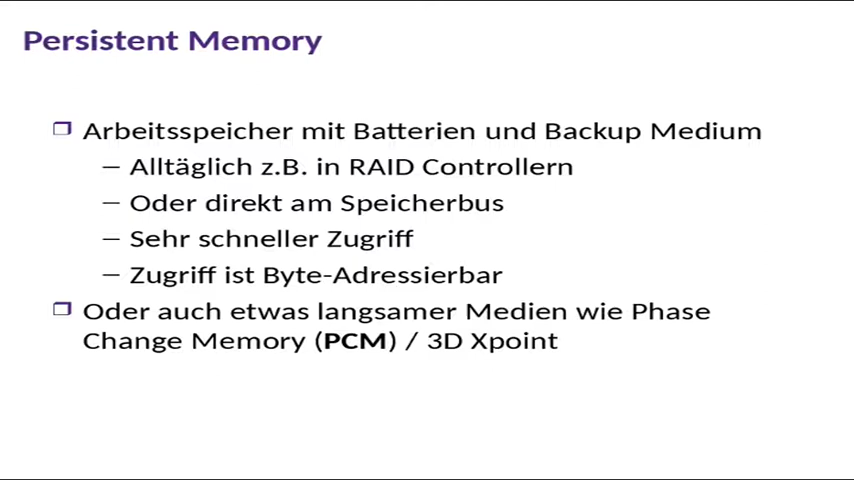 Persistent Memory
❐ Arbeitsspeicher mit Batterien und Backup Medium
– Alltäglich z.B. in RAID Controllern
– Oder direkt am Speicherbus
– Sehr schneller Zugriff
– Zugriff ist Byte-Adressierbar
❐ Oder auch etwas langsamer Medien wie Phase
Change Memory (PCM) / 3D Xpoint